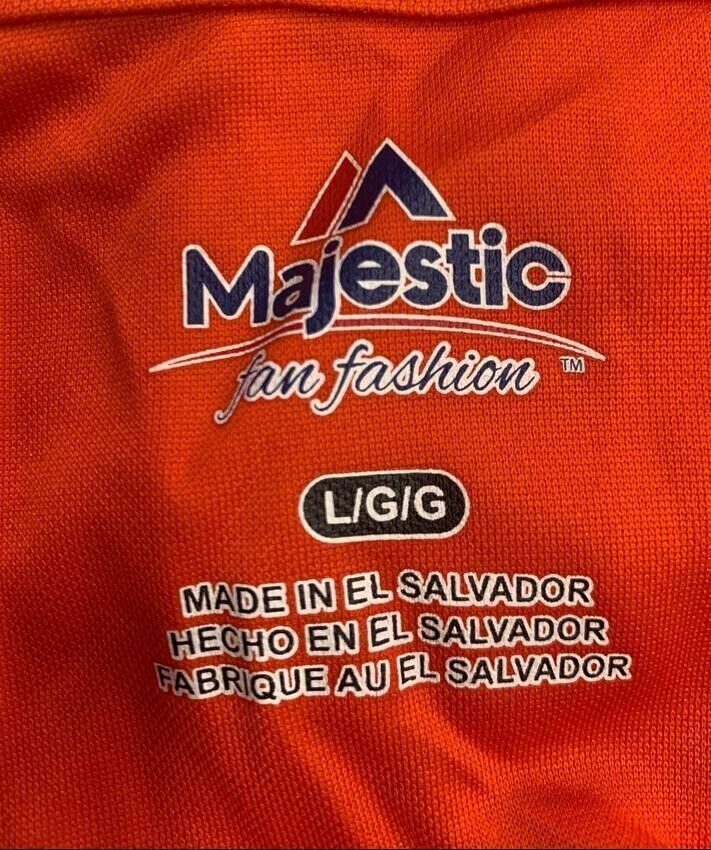 Majestic
fan fashion ™
L/G/G
MADE IN EL SALVADOR
HECHO EN EL SALVADOR
FABRIQUE AU EL SALVADOR